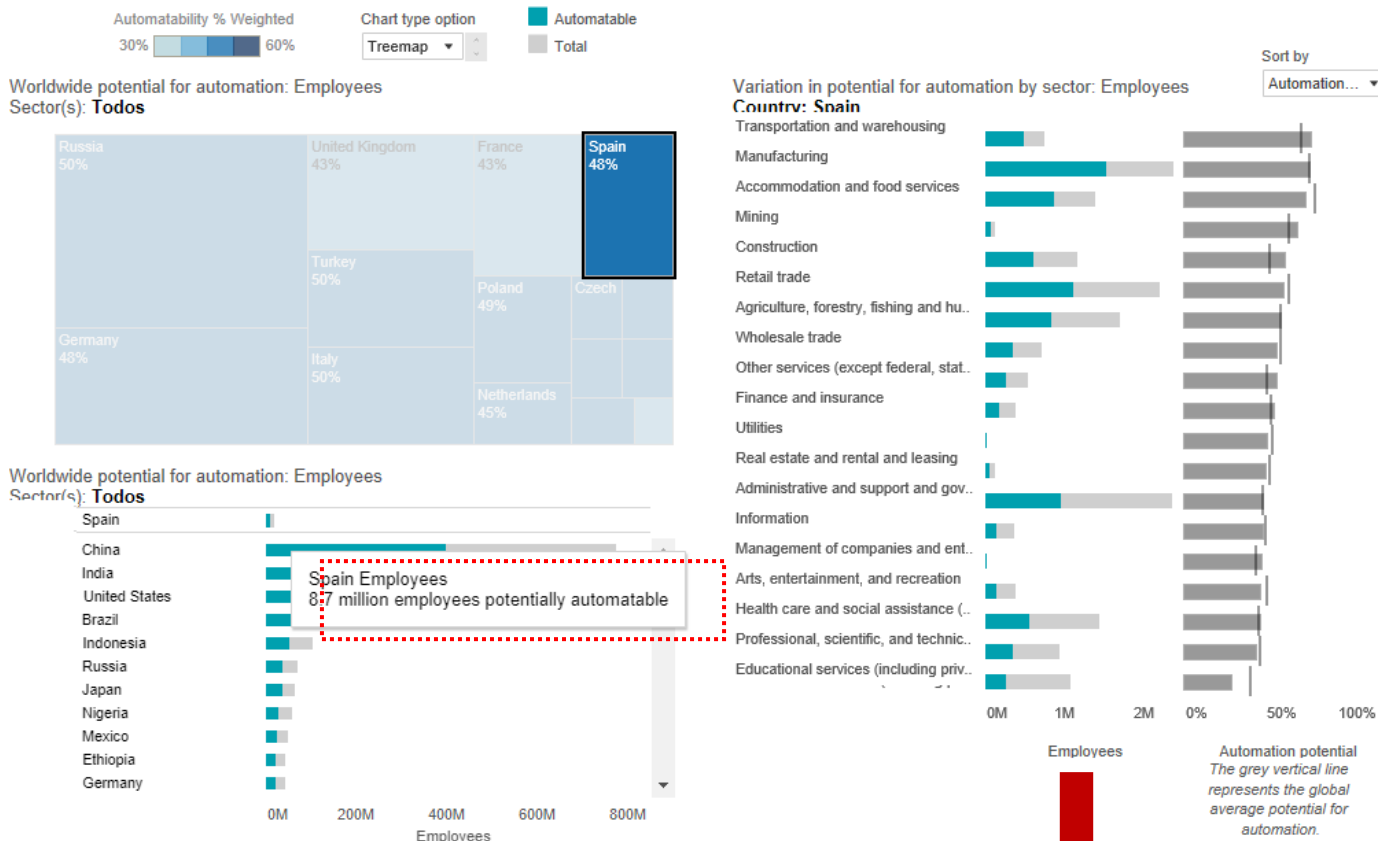 Automatability % Weighted
30% 60%
Chart type option
Treemap
Automatable
Total
Sort by
Automation...
Worldwide potential for automation: Employees
Sector(s): Todos
Russia
50%
United Kingdom
43%
France
43%
Spain
48%
Turkey
50%
Poland
49%
Czech
Germany
48%
Italy
50%
Netherlands
45%
Worldwide potential for automation: Employees
Sector(s): Todos
Spain
China
India
United States
Brazil
Indonesia
Russia
Japan
Nigeria
Mexico
Ethiopia
Germany
Spain Employees
8.7 million employees potentially automatable
0M 200M 400M 600M 800M
Employees
Variation in potential for automation by sector: Employees
Country: Spain
Transportation and warehousing
Manufacturing
Accommodation and food services
Mining
Construction
Retail trade
Agriculture, forestry, fishing and hu..
Wholesale trade
Other services (except federal, stat..
Finance and insurance
Utilities
Real estate and rental and leasing
Administrative and support and gov..
Information
Management of companies and ent..
Arts, entertainment, and recreation
Health care and social assistance (..
Professional, scientific, and technic..
Educational services (including priv..
0M 1M 2M
Employees
0% 50% 100%
Automation potential
The grey vertical line
represents the global
average potential for
automation.